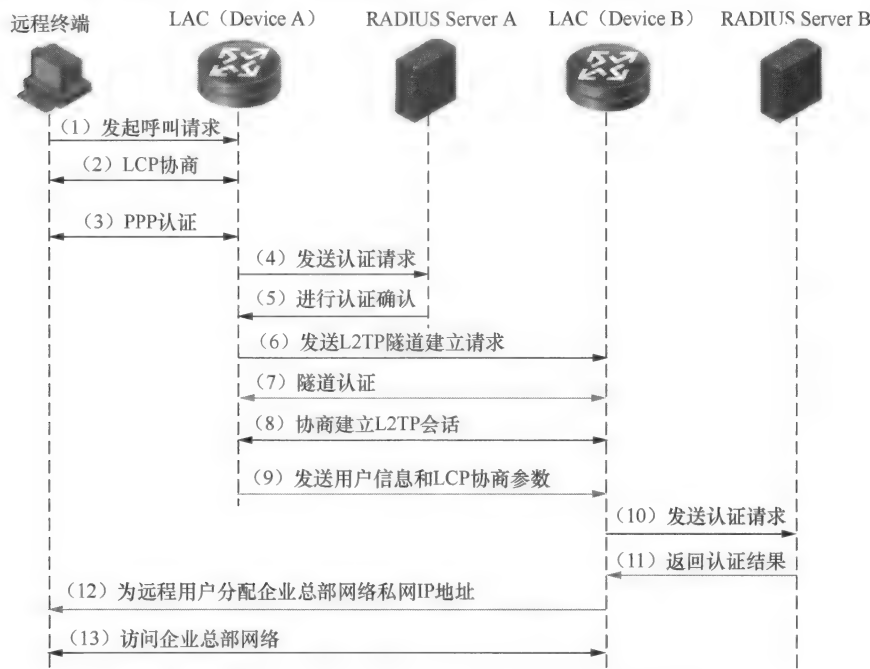 远程终端
LAC（Device A）
RADIUS Server A
LAC（Device B）
RADIUS Server B
（1）发起呼叫请求
（2）LCP协商
（3）PPP认证
（4）发送认证请求
（5）进行认证确认
（6）发送L2TP隧道建立请求
（7）隧道认证
（8）协商建立L2TP会话
（9）发送用户信息和LCP协商参数
（10）发送认证请求
（11）返回认证结果
（12）为远程用户分配企业总部网络私网IP地址
（13）访问企业总部网络